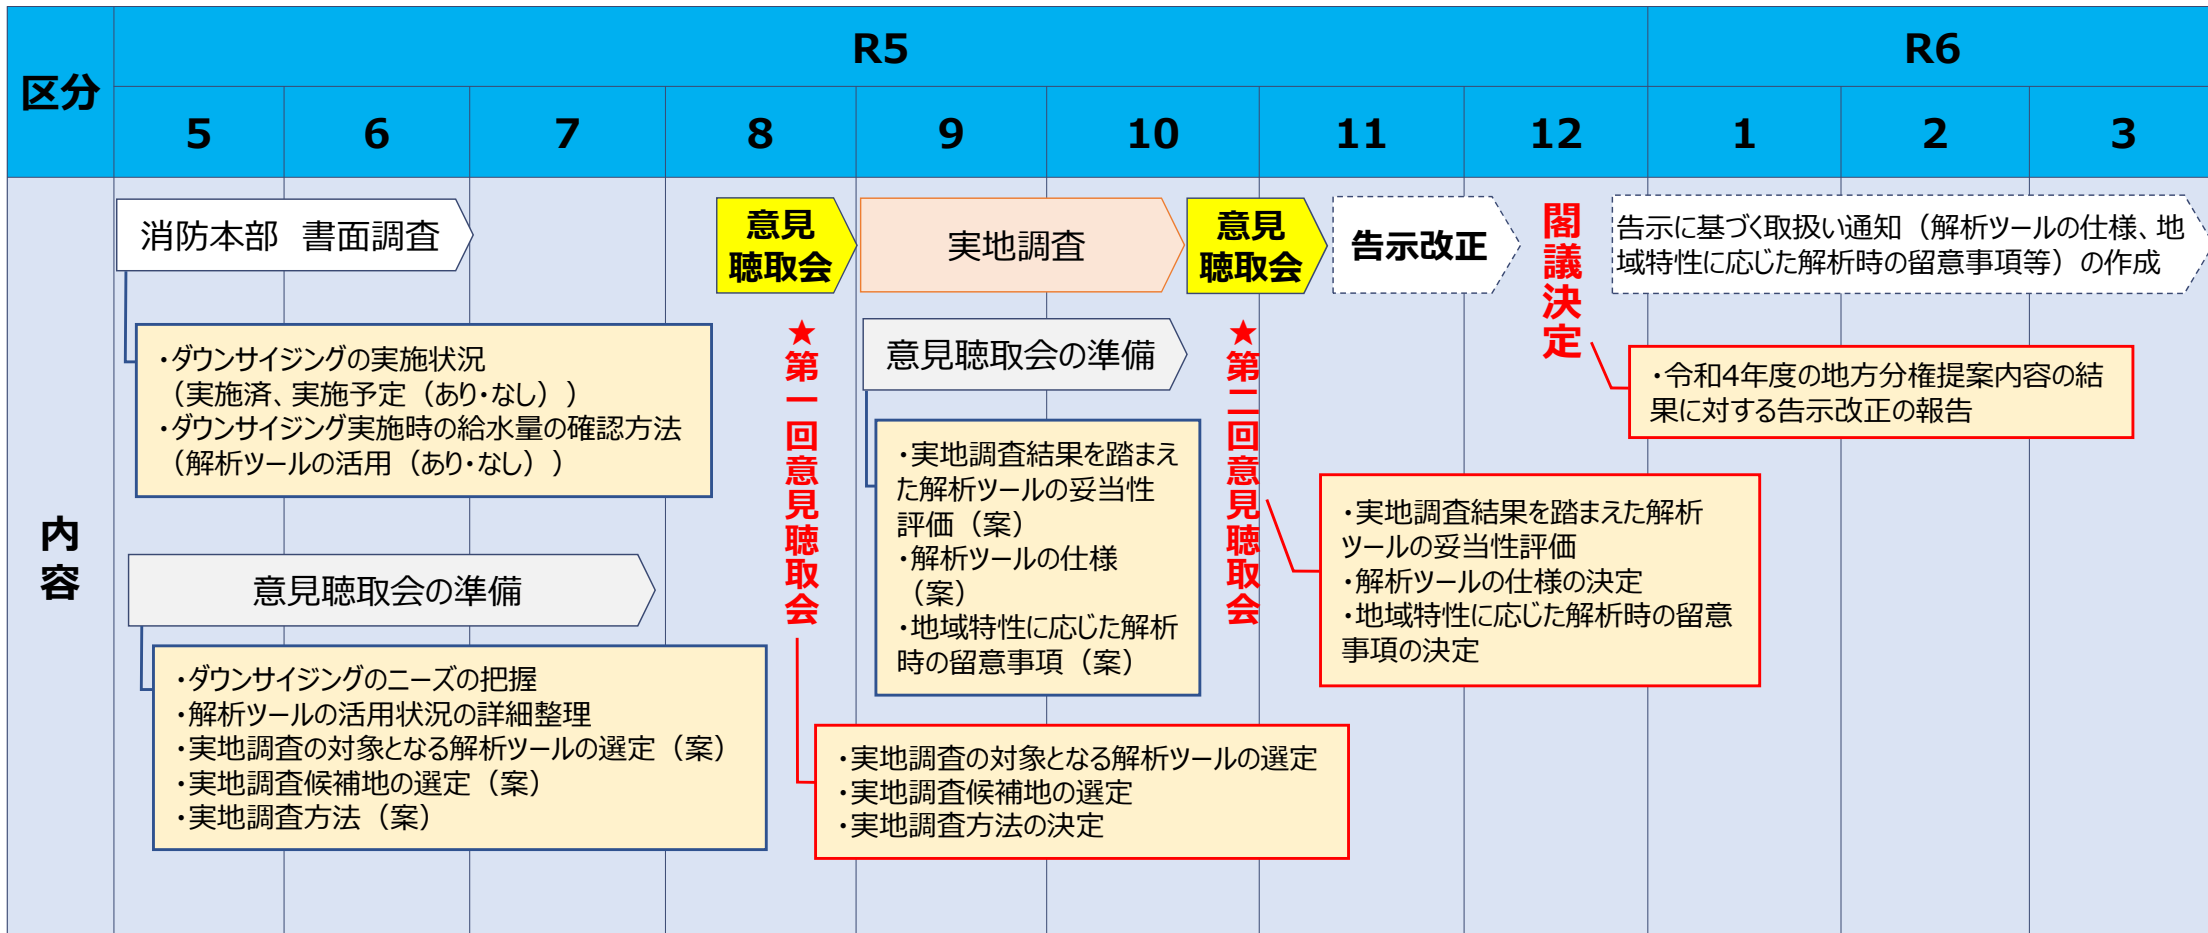 区分
R5
R6
5
6
7
8
9
10
11
12
1
2
3
内
容
消防本部　書面調査
・ダウンサイジングの実施状況
（実施済、実施予定（あり・なし））
・ダウンサイジング実施時の給水量の確認方法
（解析ツールの活用（あり・なし））
意見聴取会の準備
・ダウンサイジングのニーズの把握
・解析ツールの活用状況の詳細整理
・実地調査の対象となる解析ツールの選定（案）
・実地調査候補地の選定（案）
・実地調査方法（案）
意見
聴取会
★第一回意見聴取会
・実地調査の対象となる解析ツールの選定
・実地調査候補地の選定
・実地調査方法の決定
実地調査
意見聴取会の準備
・実地調査結果を踏まえ
た解析ツールの妥当性
評価（案）
・解析ツールの仕様
（案）
・地域特性に応じた解析
時の留意事項（案）
意見
聴取会
★第二回意見聴取会
・実地調査結果を踏まえた解析
ツールの妥当性評価
・解析ツールの仕様の決定
・地域特性に応じた解析時の留意
事項の決定
告示改正
閣議決定
・令和4年度の地方分権提案内容の結
果に対する告示改正の報告
告示に基づく取扱い通知（解析ツールの仕様、地
域特性に応じた解析時の留意事項等）の作成